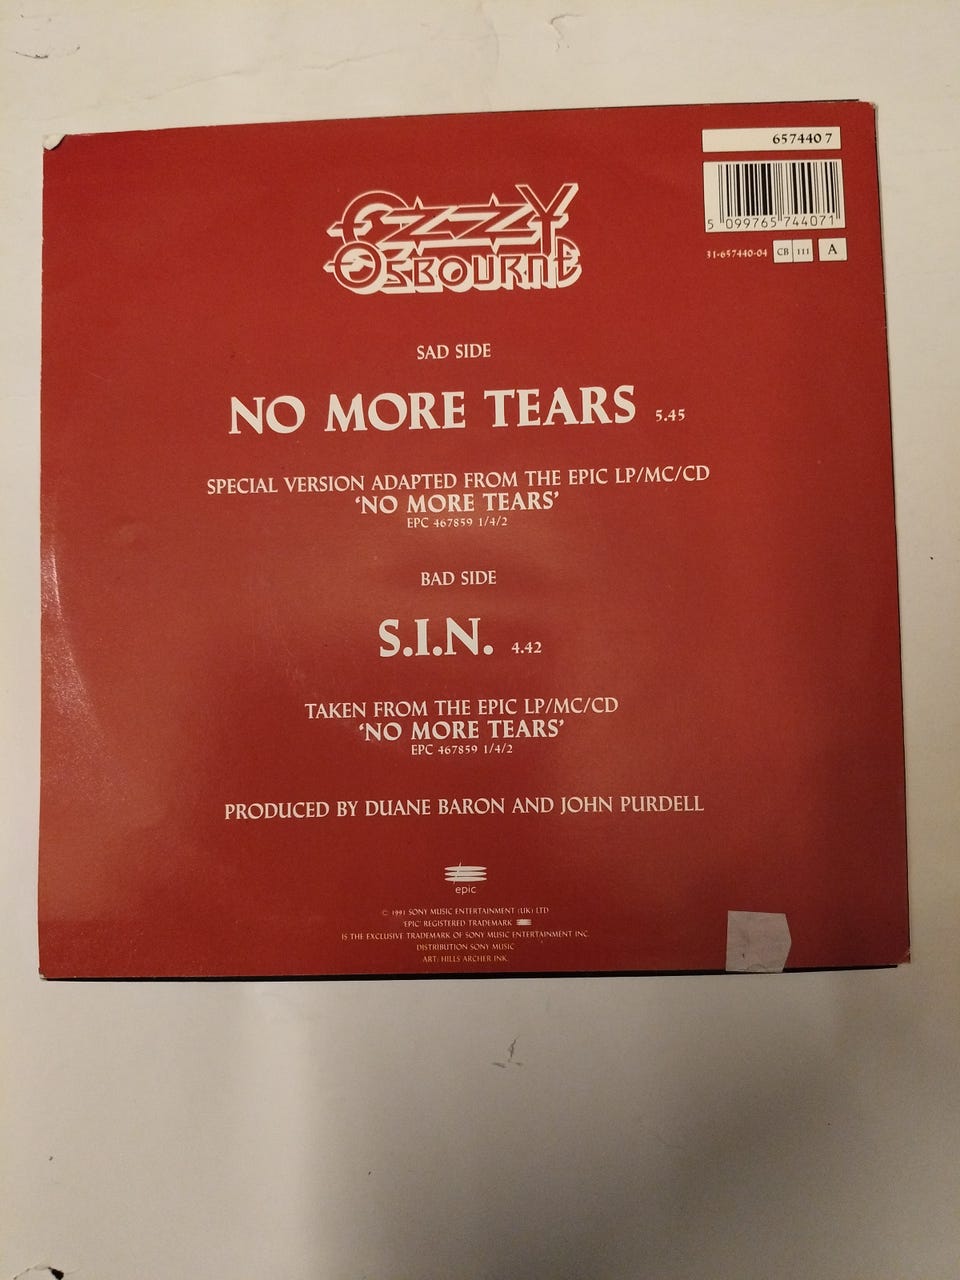 657440 7
5 099765 744071
31-657440-04 CB 111 A
OZZY
OSBOURNE
SAD SIDE
NO MORE TEARS 5.45
SPECIAL VERSION ADAPTED FROM THE EPIC LP/MC/CD
‘NO MORE TEARS’
EPC 467859 1/4/2
BAD SIDE
S.I.N. 4.42
TAKEN FROM THE EPIC LP/MC/CD
‘NO MORE TEARS’
EPC 467859 1/4/2
PRODUCED BY DUANE BARON AND JOHN PURDELL
epic
© 1991 SONY MUSIC ENTERTAINMENT (UK) LTD
'EPIC' REGISTERED TRADEMARK
IS THE EXCLUSIVE TRADEMARK OF SONY MUSIC ENTERTAINMENT INC.
DISTRIBUTION SONY MUSIC
ART: HILLS ARCHER INK.